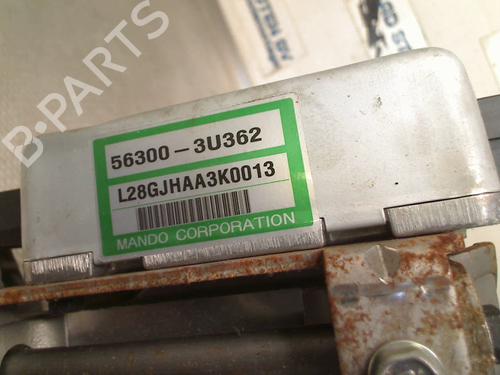 B-PARTS
56300-3U362
L28GJHAA3K0013
MANDO CORPORATION